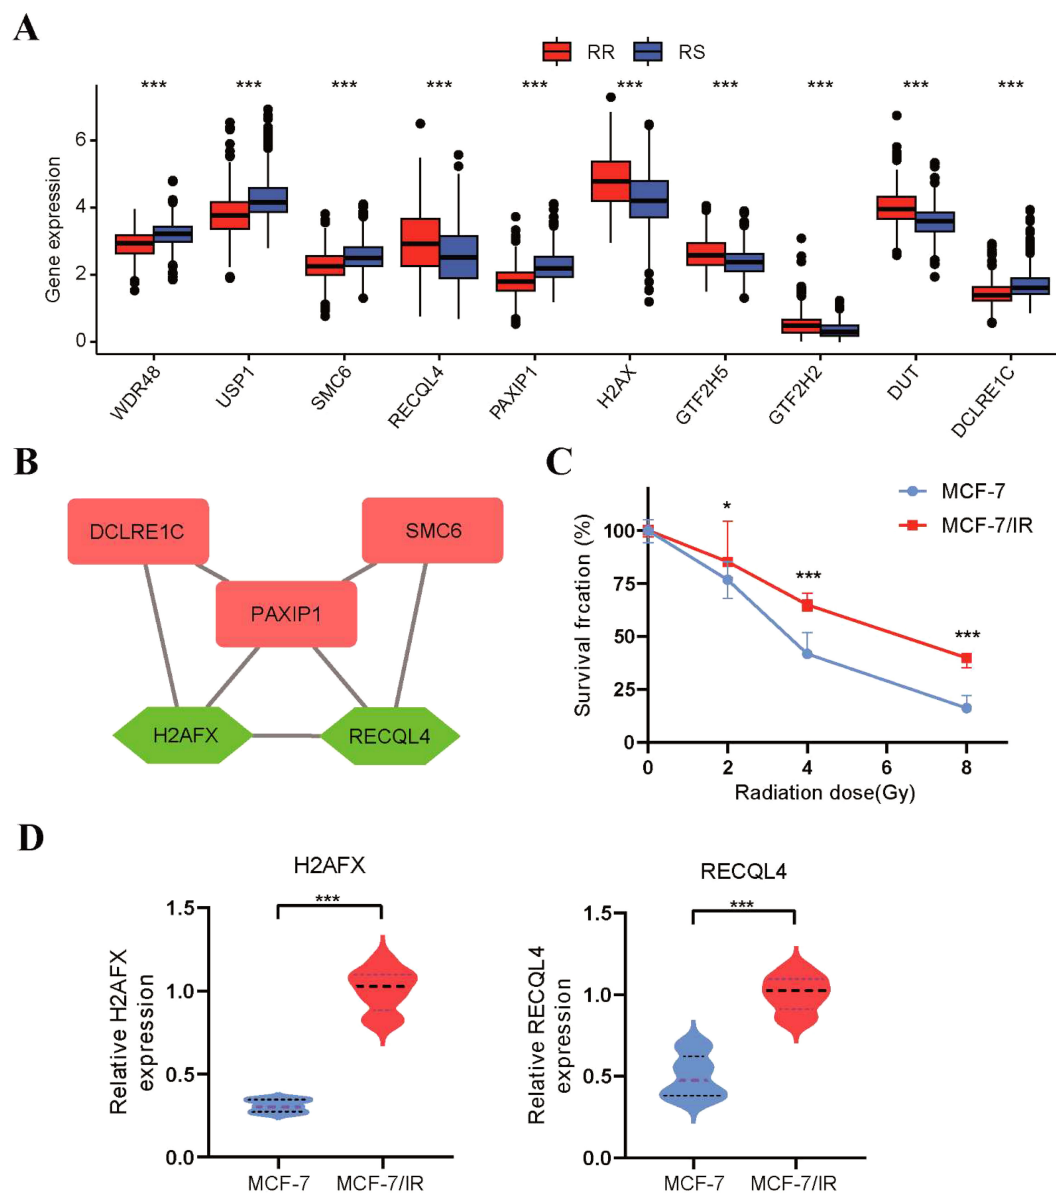 A
RR RS
*** *** *** *** *** *** *** *** *** ***
Gene expression
6
4
2
0
WDR48 USP1 SMC6 RECQL4 PAXIP1 H2AX GTF2H5 GTF2H2 DUT DCLRE1C
B
DCLRE1C SMC6
PAXIP1
H2AFX RECQL4
C
MCF-7
MCF-7/IR
Survival frcation (%)
100
75
50
25
0
* *** ***
0 2 4 6 8
Radiation dose(Gy)
D
H2AFX
***
Relative H2AFX
expression
1.5
1.0
0.5
0.0
MCF-7 MCF-7/IR
RECQL4
***
Relative RECQL4
expression
1.5
1.0
0.5
0.0
MCF-7 MCF-7/IR